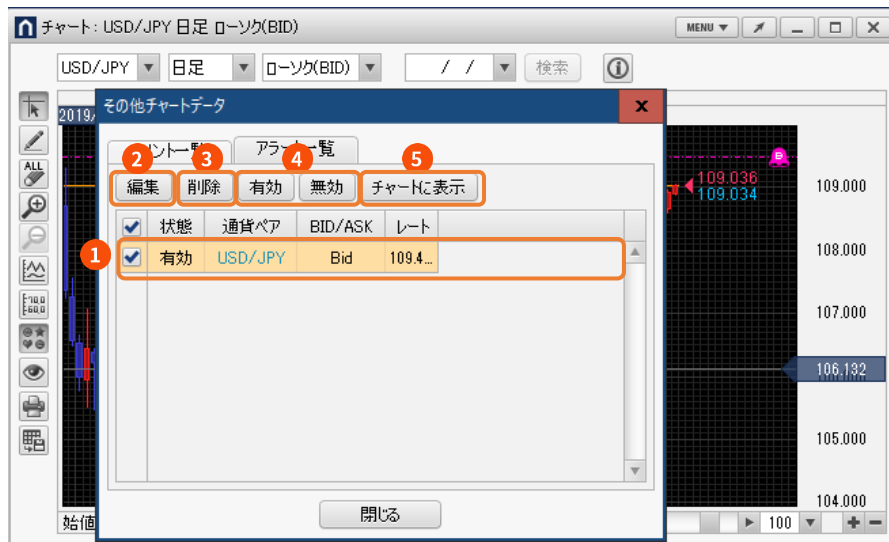 チャート: USD/JPY 日足 ローソク(BID)
MENU
USD/JPY 日足 ローソク(BID) / / 検索
その他チャートデータ
2019/
アラート一覧
2 3 4 5
編集 削除 有効 無効 チャートに表示
状態 通貨ペア BID/ASK レート
1
有効 USD/JPY Bid 109.4...
閉じる
ALL
109.036
109.034
109.000
108.000
107.000
106.132
105.000
104.000
始値
100